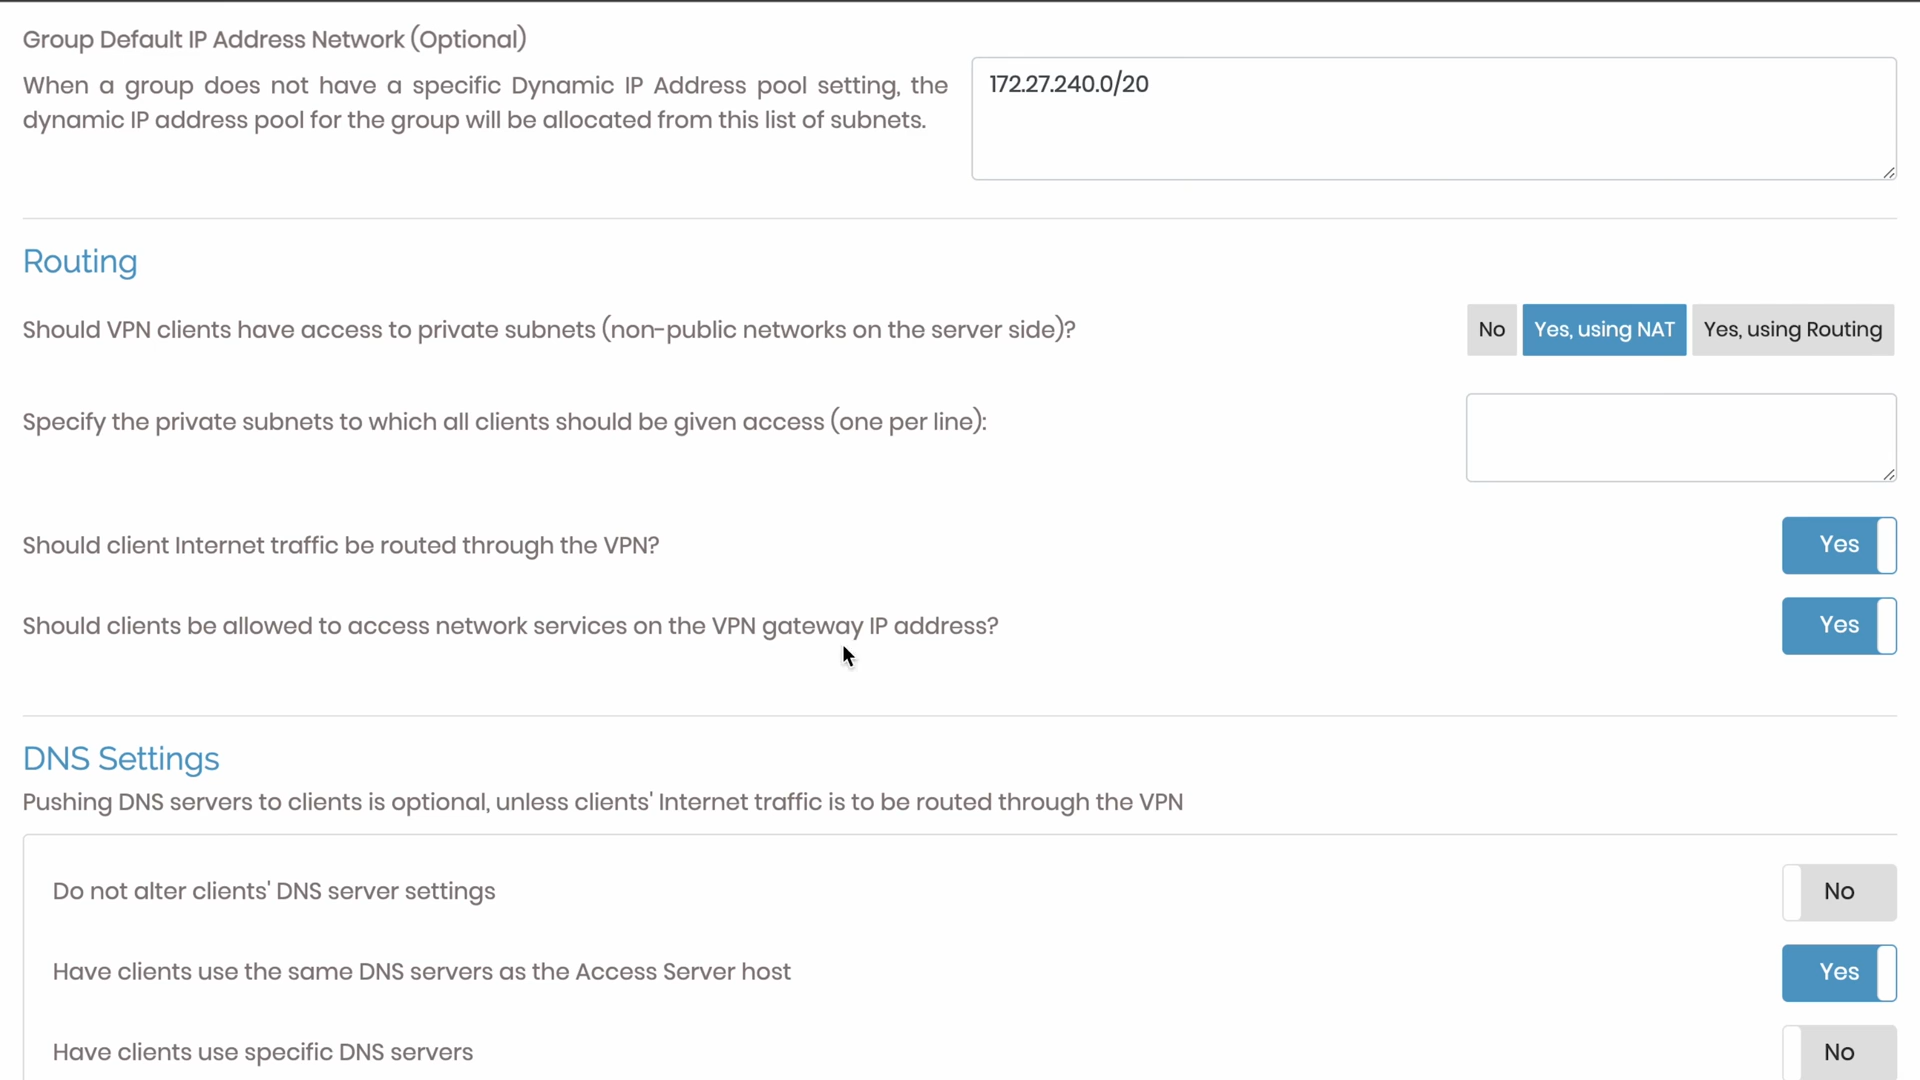 Group Default IP Address Network (Optional)
When a group does not have a specific Dynamic IP Address pool setting, the
dynamic IP address pool for the group will be allocated from this list of subnets.
172.27.240.0/20
Routing
Should VPN clients have access to private subnets (non-public networks on the server side)?
No
Yes, using NAT
Yes, using Routing
Specify the private subnets to which all clients should be given access (one per line):
Should client Internet traffic be routed through the VPN?
Yes
Should clients be allowed to access network services on the VPN gateway IP address?
Yes
DNS Settings
Pushing DNS servers to clients is optional, unless clients' Internet traffic is to be routed through the VPN
Do not alter clients' DNS server settings
No
Have clients use the same DNS servers as the Access Server host
Yes
Have clients use specific DNS servers
No